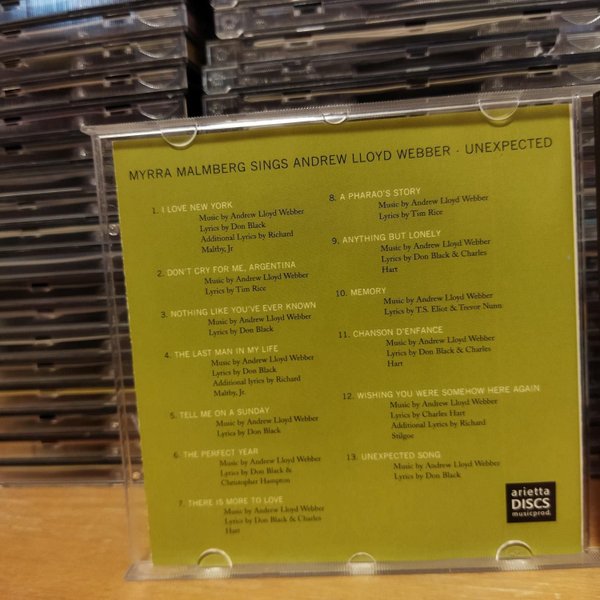 MYRRA MALMBERG SINGS ANDREW LLOYD WEBBER · UNEXPECTED
1. I LOVE NEW YORK
Music by Andrew Lloyd Webber
Lyrics by Don Black
Additional Lyrics by Richard
Maltby, Jr
2. DON'T CRY FOR ME, ARGENTINA
Music by Andrew Lloyd Webber
Lyrics by Tim Rice
3. NOTHING LIKE YOU'VE EVER KNOWN
Music by Andrew Lloyd Webber
Lyrics by Don Black
4. THE LAST MAN IN MY LIFE
Music by Andrew Lloyd Webber
Lyrics by Don Black
Additional lyrics by Richard
Maltby, Jr.
5. TELL ME ON A SUNDAY
Music by Andrew Lloyd Webber
Lyrics by Don Black
6. THE PERFECT YEAR
Music by Andrew Lloyd Webber
Lyrics by Don Black &
Christopher Hampton
7. THERE IS MORE TO LOVE
Music by Andrew Lloyd Webber
Lyrics by Don Black & Charles
Hart
8. A PHARAO'S STORY
Music by Andrew Lloyd Webber
Lyrics by Tim Rice
9. ANYTHING BUT LONELY
Music by Andrew Lloyd Webber
Lyrics by Don Black & Charles
Hart
10. MEMORY
Music by Andrew Lloyd Webber
Lyrics by T.S. Eliot & Trevor Nunn
11. CHANSON D'ENFANCE
Music by Andrew Lloyd Webber
Lyrics by Don Black & Charles
Hart
12. WISHING YOU WERE SOMEHOW HERE AGAIN
Music by Andrew Lloyd Webber
Lyrics by Charles Hart
Additional Lyrics by Richard
Stilgoe
13. UNEXPECTED SONG
Music by Andrew Lloyd Webber
Lyrics by Don Black
arietta
DISCS
musicprod.